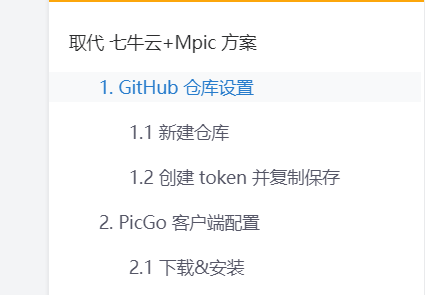 取代 七牛云+Mpic 方案
1. GitHub 仓库设置
1.1 新建仓库
1.2 创建 token 并复制保存
2. PicGo 客户端配置
2.1 下载&安装